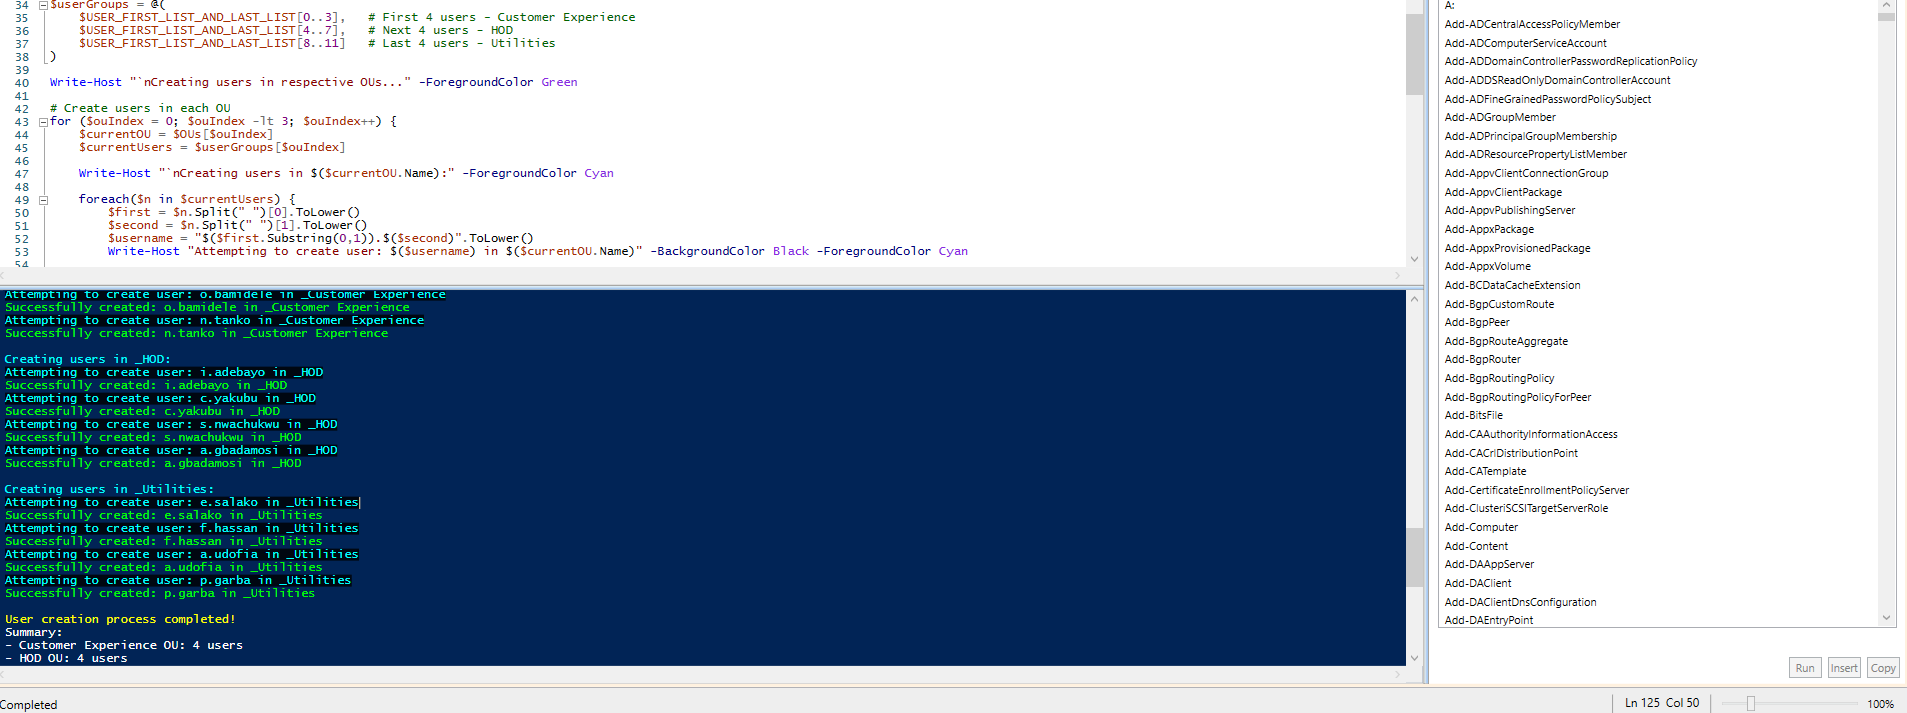 34 $userGroups = @(
35 $USER_FIRST_LIST_AND_LAST_LIST[0..3], # First 4 users - Customer Experience
36 $USER_FIRST_LIST_AND_LAST_LIST[4..7], # Next 4 users - HOD
37 $USER_FIRST_LIST_AND_LAST_LIST[8..11] # Last 4 users - Utilities
38 )
39
40 Write-Host "`nCreating users in respective OUs..." -ForegroundColor Green
41
42 # Create users in each OU
43 for ($ouIndex = 0; $ouIndex -lt 3; $ouIndex++) {
44 $currentOU = $OUs[$ouIndex]
45 $currentUsers = $userGroups[$ouIndex]
46
47 Write-Host "`nCreating users in $($currentOU.Name):" -ForegroundColor Cyan
48
49 foreach($n in $currentUsers) {
50 $first = $n.Split(" ")[0].ToLower()
51 $second = $n.Split(" ")[1].ToLower()
52 $username = "$($first.Substring(0,1)).$($second)".ToLower()
53 Write-Host "Attempting to create user: $($username) in $($currentOU.Name)" -BackgroundColor Black -ForegroundColor Cyan
54
Attempting to create user: o.bamidele in _Customer Experience
Successfully created: o.bamidele in _Customer Experience
Attempting to create user: n.tanko in _Customer Experience
Successfully created: n.tanko in _Customer Experience
Creating users in _HOD:
Attempting to create user: i.adebayo in _HOD
Successfully created: i.adebayo in _HOD
Attempting to create user: c.yakubu in _HOD
Successfully created: c.yakubu in _HOD
Attempting to create user: s.nwachukwu in _HOD
Successfully created: s.nwachukwu in _HOD
Attempting to create user: a.gbadamosi in _HOD
Successfully created: a.gbadamosi in _HOD
Creating users in _Utilities:
Attempting to create user: e.salako in _Utilities
Successfully created: e.salako in _Utilities
Attempting to create user: f.hassan in _Utilities
Successfully created: f.hassan in _Utilities
Attempting to create user: a.udofia in _Utilities
Successfully created: a.udofia in _Utilities
Attempting to create user: p.garba in _Utilities
Successfully created: p.garba in _Utilities
User creation process completed!
Summary:
- Customer Experience OU: 4 users
- HOD OU: 4 users
A:
Add-ADCentralAccessPolicyMember
Add-ADComputerServiceAccount
Add-ADDomainControllerPasswordReplicationPolicy
Add-ADDSReadOnlyDomainControllerAccount
Add-ADFineGrainedPasswordPolicySubject
Add-ADGroupMember
Add-ADPrincipalGroupMembership
Add-ADResourcePropertyListMember
Add-AppvClientConnectionGroup
Add-AppvClientPackage
Add-AppvPublishingServer
Add-AppxPackage
Add-AppxProvisionedPackage
Add-AppxVolume
Add-BCDataCacheExtension
Add-BgpCustomRoute
Add-BgpPeer
Add-BgpRouteAggregate
Add-BgpRouter
Add-BgpRoutingPolicy
Add-BgpRoutingPolicyForPeer
Add-BitsFile
Add-CAAuthorityInformationAccess
Add-CACrlDistributionPoint
Add-CATemplate
Add-CertificateEnrollmentPolicyServer
Add-ClusteriSCSITargetServerRole
Add-Computer
Add-Content
Add-DAAppServer
Add-DAClient
Add-DAClientDnsConfiguration
Add-DAEntryPoint
Run Insert Copy
Completed
Ln 125 Col 50
100%